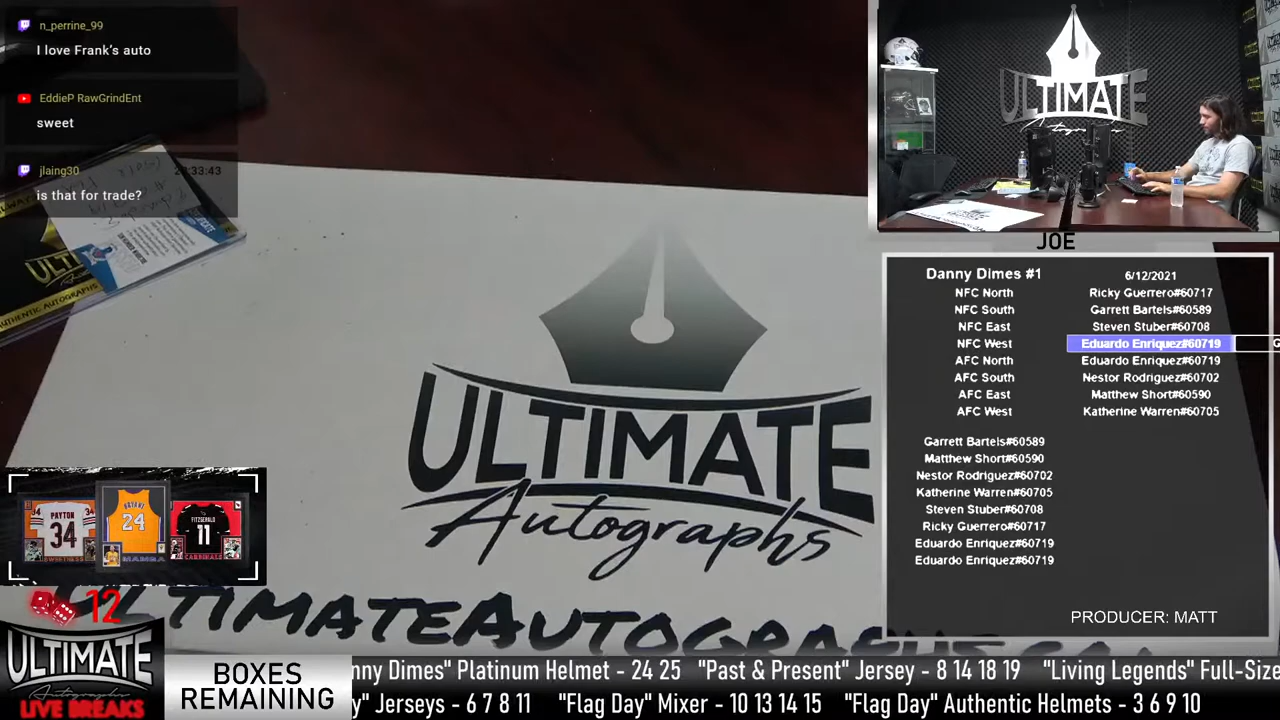 n_perrine_99
I love Frank's auto
EddieP RawGrindEnt
sweet
jlaing30
is that for trade?
ULTIMATE
Autographs
JOE
Danny Dimes #1 6/12/2021
NFC North Ricky Guerrero#60717
NFC South Garrett Bartels#60589
NFC East Steven Stuber#60708
NFC West Eduardo Enriquez#60719
AFC North Eduardo Enriquez#60719
AFC South Nestor Rodriguez#60702
AFC East Matthew Short#60590
AFC West Katherine Warren#60705
Garrett Bartels#60589
Matthew Short#60590
Nestor Rodriguez#60702
Katherine Warren#60705
Steven Stuber#60708
Ricky Guerrero#60717
Eduardo Enriquez#60719
Eduardo Enriquez#60719
PRODUCER: MATT
ULTIMATE
Autographs
PAYTON
34
BRYANT
24
FITZGERALD
11
CARDINALS
12
ULTIMATE
Autographs
LIVE BREAKS
BOXES
REMAINING
nny Dimes" Platinum Helmet - 24 25 "Past & Present" Jersey - 8 14 18 19 "Living Legends" Full-Size
y" Jerseys - 6 7 8 11 "Flag Day" Mixer - 10 13 14 15 "Flag Day" Authentic Helmets - 3 6 9 10